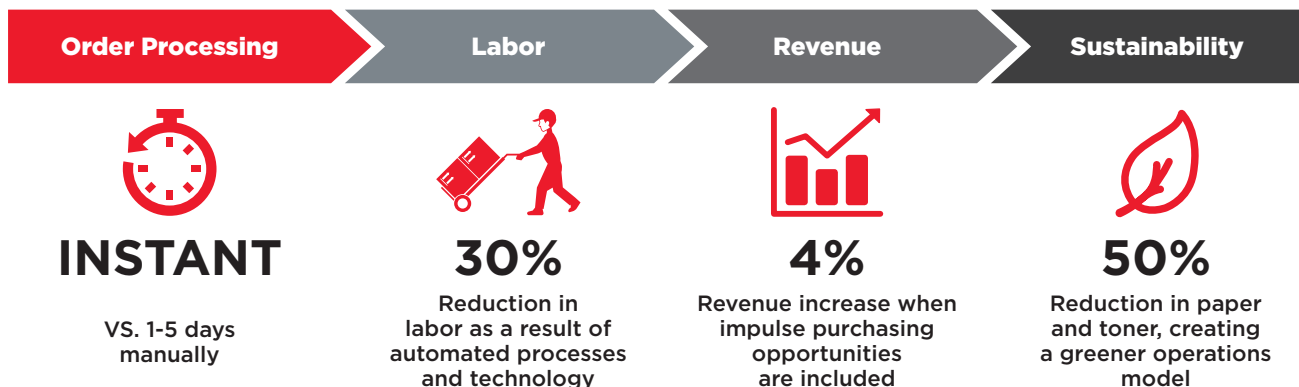 Order Processing
Labor
Revenue
Sustainability
INSTANT
VS. 1-5 days
manually
30%
Reduction in
labor as a result of
automated processes
and technology
4%
Revenue increase when
impulse purchasing
opportunities
are included
50%
Reduction in paper
and toner, creating
a greener operations
model